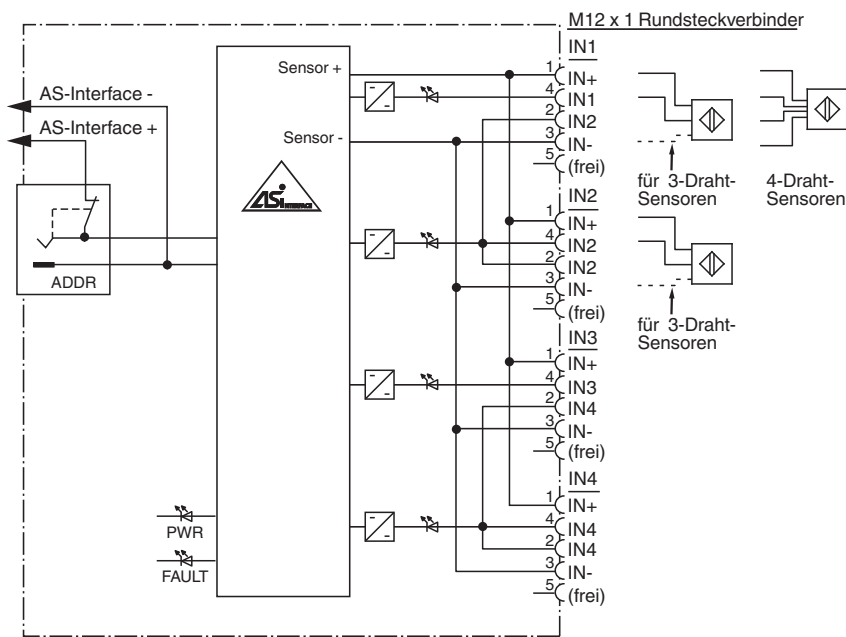 M12 x 1 Rundsteckverbinder
AS-Interface -
AS-Interface +
ADDR
Sensor +
Sensor -
ASi
INTERFACE
PWR
FAULT
IN1
1 IN+
4 IN1
2 IN2
3 IN-
5 (frei)
IN2
1 IN+
4 IN2
2 IN2
3 IN-
5 (frei)
IN3
1 IN+
4 IN3
2 IN4
3 IN-
5 (frei)
IN4
1 IN+
4 IN4
2 IN4
3 IN-
5 (frei)
für 3-Draht-
Sensoren
4-Draht-
Sensoren
für 3-Draht-
Sensoren